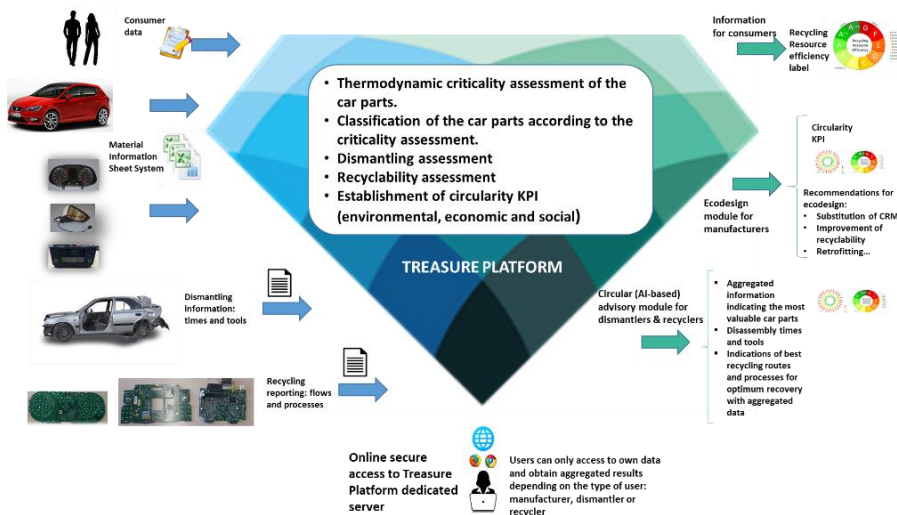 Consumer
data
Material
Information
Sheet System
Dismantling
information:
times and tools
Recycling
reporting: flows
and processes
• Thermodynamic criticality assessment of the
car parts.
• Classification of the car parts according to the
criticality assessment.
• Dismantling assessment
• Recyclability assessment
• Establishment of circularity KPI
(environmental, economic and social)
TREASURE PLATFORM
Information
for consumers
Recycling
Resource
efficiency
label
Recycling
Resource
Efficiency
Ecodesign
module for
manufacturers
Circularity
KPI
Recommendations for
ecodesign:
• Substitution of CRM
• Improvement of
recyclability
• Retrofitting...
Circular (AI-based)
advisory module for
dismantlers & recyclers
▪ Aggregated
information
indicating the most
valuable car parts
▪ Disassembly times
and tools
▪ Indications of best
recycling routes
and processes for
optimum recovery
with aggregated
data
Online secure
access to Treasure
Platform dedicated
server
Users can only access to own data
and obtain aggregated results
depending on the type of user:
manufacturer, dismantler or
recycler